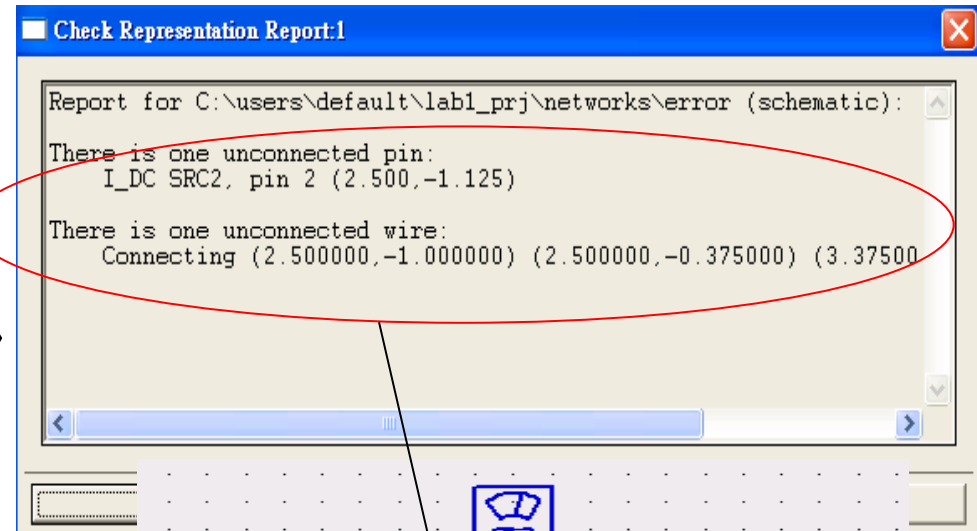 Check Representation Report:1
Report for C:\users\default\lab1_prj\networks\error (schematic):
There is one unconnected pin:
I_DC SRC2, pin 2 (2.500,-1.125)
There is one unconnected wire:
Connecting (2.500000,-1.000000) (2.500000,-0.375000) (3.37500